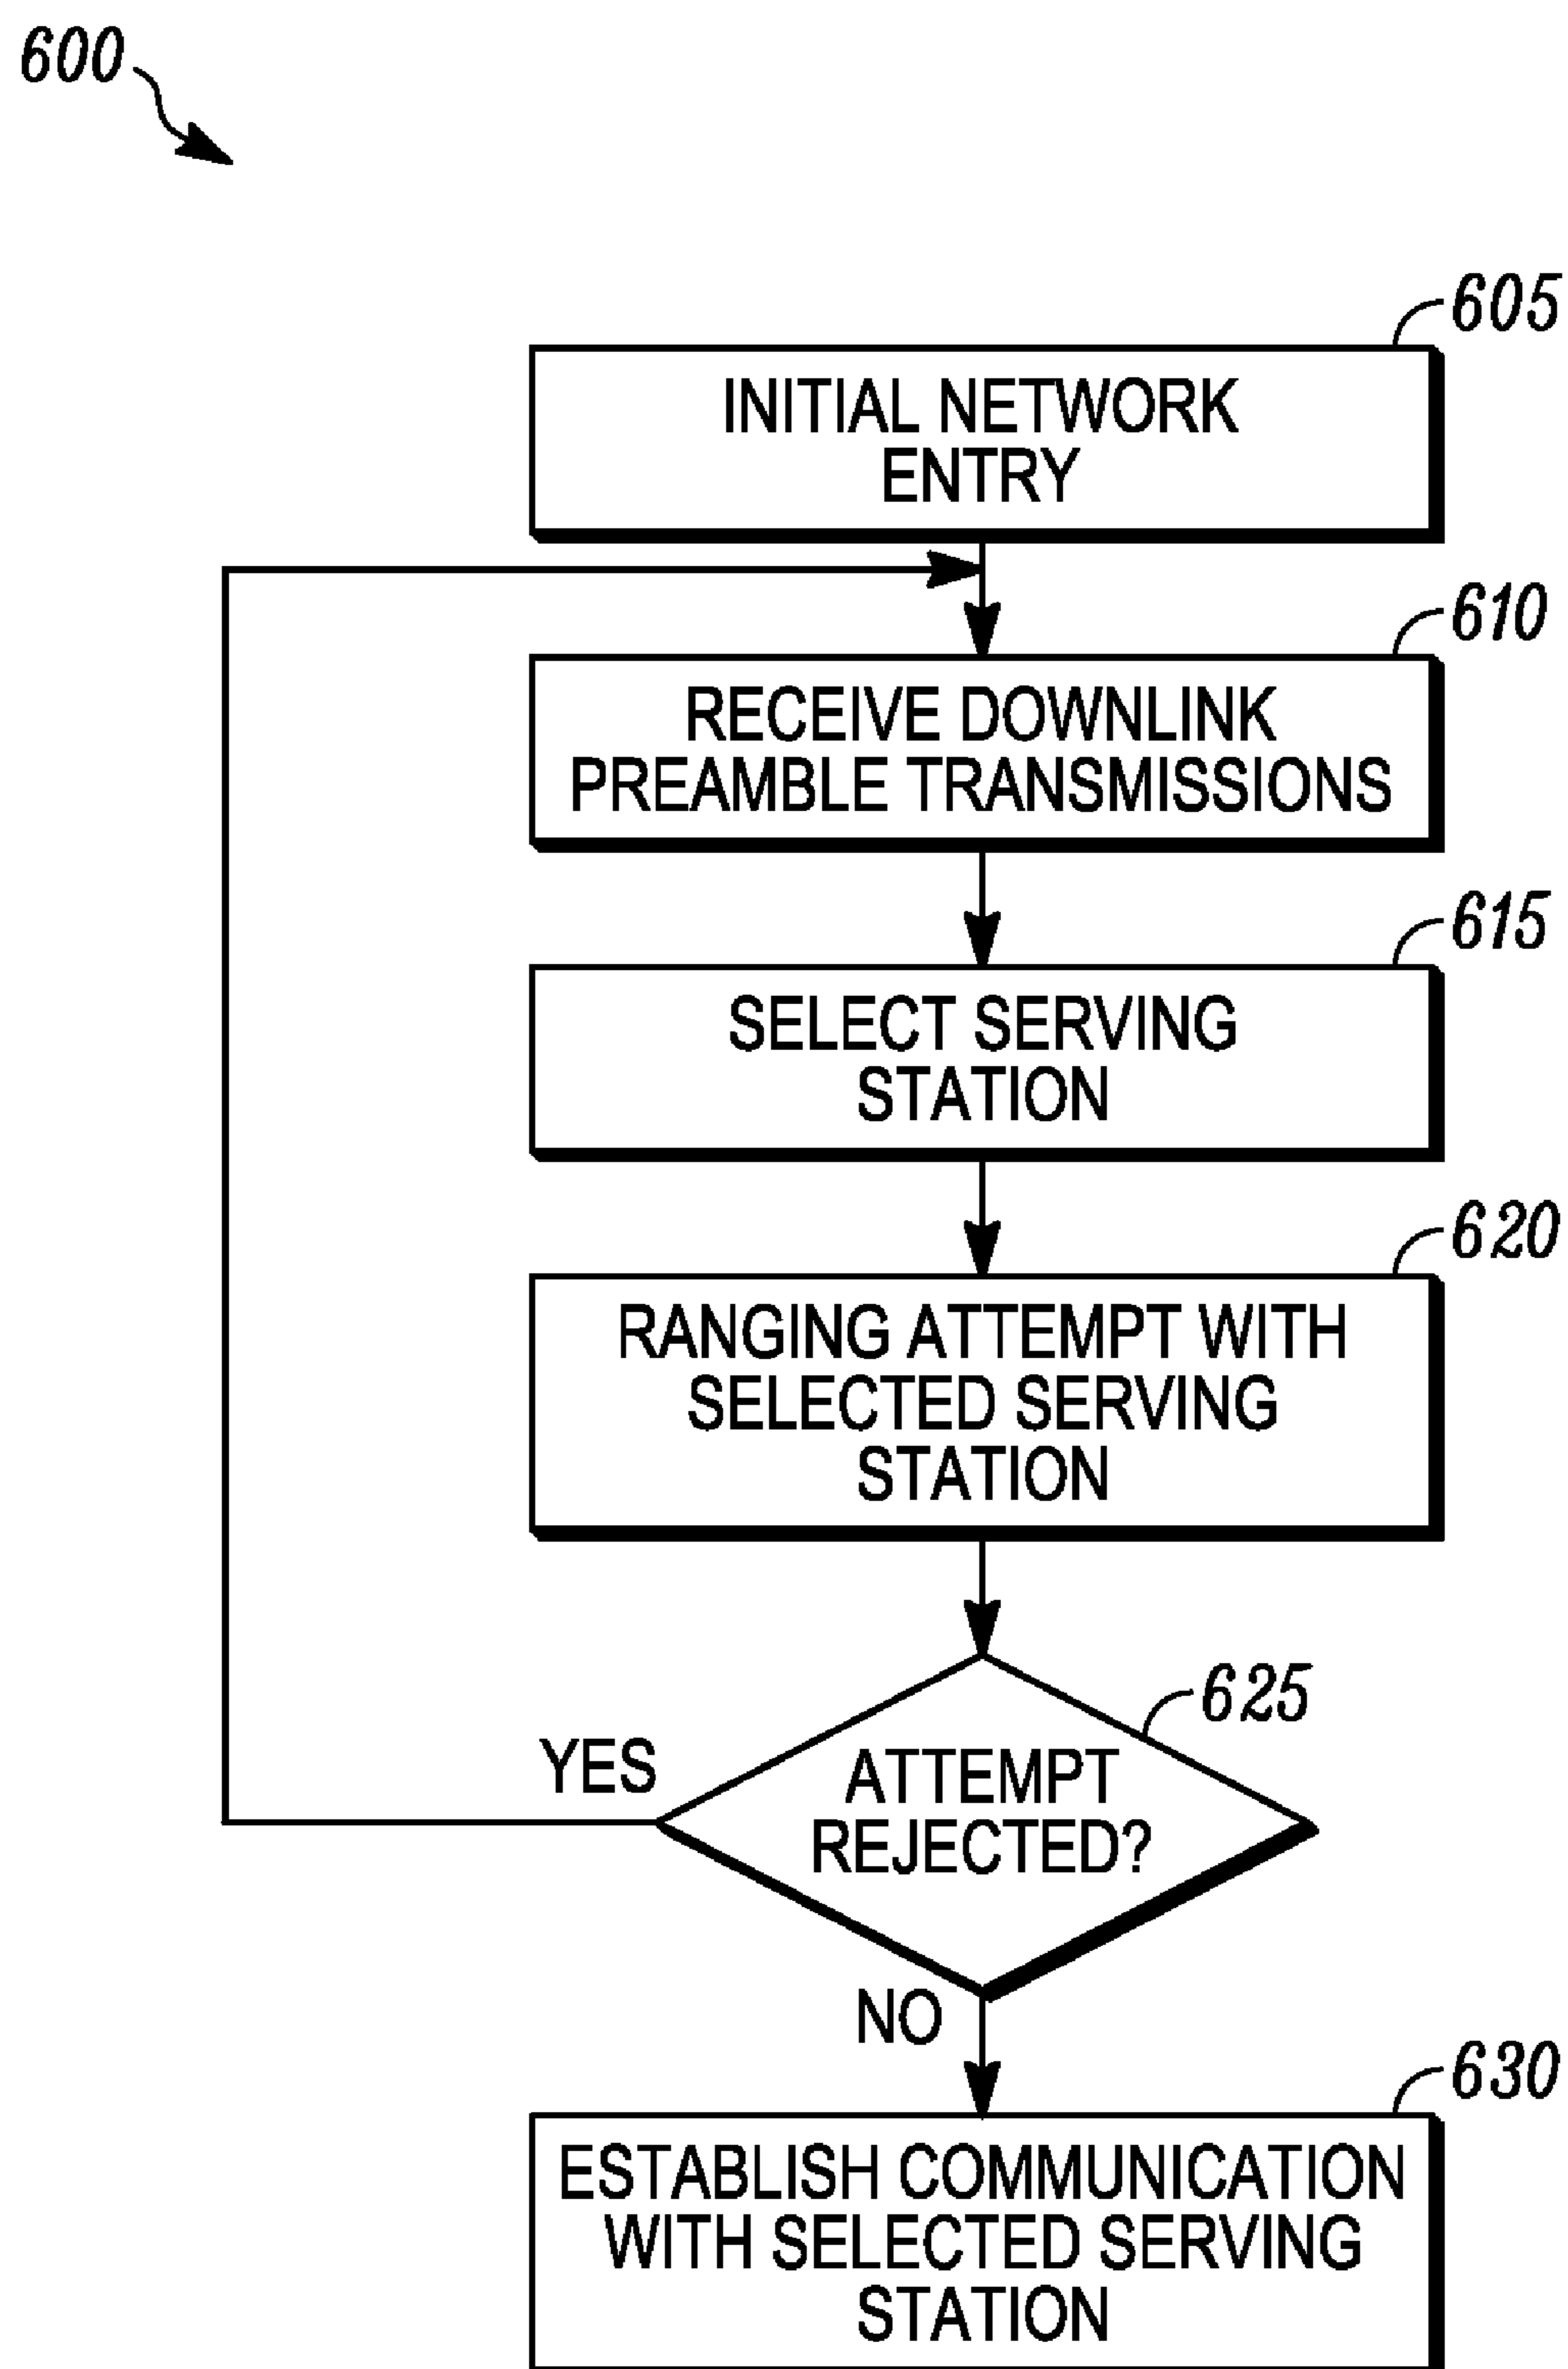 600
605
INITIAL NETWORK
ENTRY
610
RECEIVE DOWNLINK
PREAMBLE TRANSMISSIONS
615
SELECT SERVING
STATION
620
RANGING ATTEMPT WITH
SELECTED SERVING
STATION
625
YES
ATTEMPT
REJECTED?
NO
630
ESTABLISH COMMUNICATION
WITH SELECTED SERVING
STATION